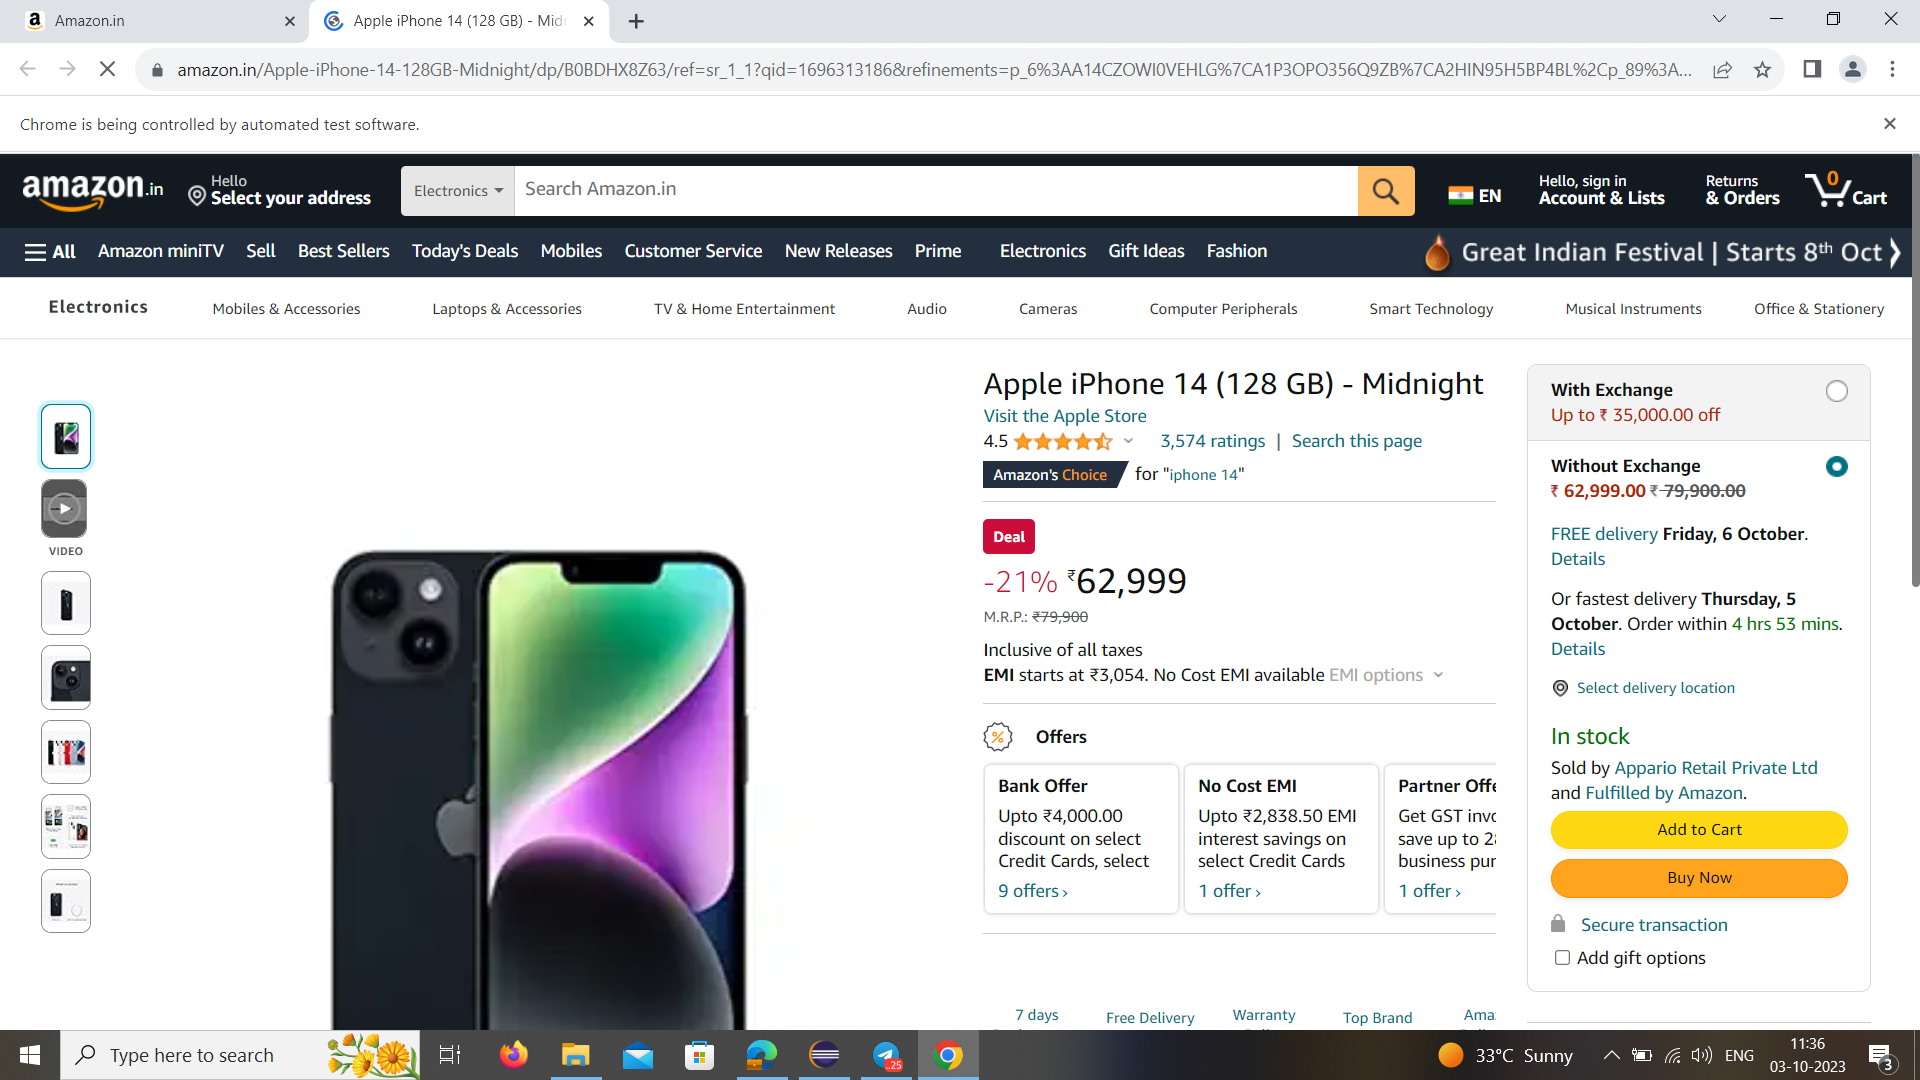 Amazon.in
Apple iPhone 14 (128 GB) - Mid
amazon.in/Apple-iPhone-14-128GB-Midnight/dp/B0BDHX8Z63/ref=sr_1_1?qid=1696313186&refinements=p_6%3AA14CZOWI0VEHLG%7CA1P3OPO356Q9ZB%7CA2HIN95H5BP4BL%2Cp_89%3A...
Chrome is being controlled by automated test software.
amazon.in
Hello
Select your address
Electronics
Search Amazon.in
EN
Hello, sign in
Account & Lists
Returns
& Orders
0
Cart
All
Amazon miniTV
Sell
Best Sellers
Today's Deals
Mobiles
Customer Service
New Releases
Prime
Electronics
Gift Ideas
Fashion
Great Indian Festival | Starts 8th Oct
Electronics
Mobiles & Accessories
Laptops & Accessories
TV & Home Entertainment
Audio
Cameras
Computer Peripherals
Smart Technology
Musical Instruments
Office & Stationery
VIDEO
Apple iPhone 14 (128 GB) - Midnight
Visit the Apple Store
4.5
3,574 ratings | Search this page
Amazon's Choice for "iphone 14"
Deal
-21% ₹62,999
M.R.P.: ₹79,900
Inclusive of all taxes
EMI starts at ₹3,054. No Cost EMI available EMI options
Offers
Bank Offer
Upto ₹4,000.00
discount on select
Credit Cards, select
9 offers ›
No Cost EMI
Upto ₹2,838.50 EMI
interest savings on
select Credit Cards
1 offer ›
Partner Offe
Get GST invo
save up to 2
business pur
1 offer ›
7 days
Free Delivery
Warranty
Top Brand
Ama
With Exchange
Up to ₹ 35,000.00 off
Without Exchange
₹ 62,999.00 ₹ 79,900.00
FREE delivery Friday, 6 October.
Details
Or fastest delivery Thursday, 5
October. Order within 4 hrs 53 mins.
Details
Select delivery location
In stock
Sold by Appario Retail Private Ltd
and Fulfilled by Amazon.
Add to Cart
Buy Now
Secure transaction
Add gift options
Type here to search
..25
33°C Sunny
ENG
11:36
03-10-2023
3